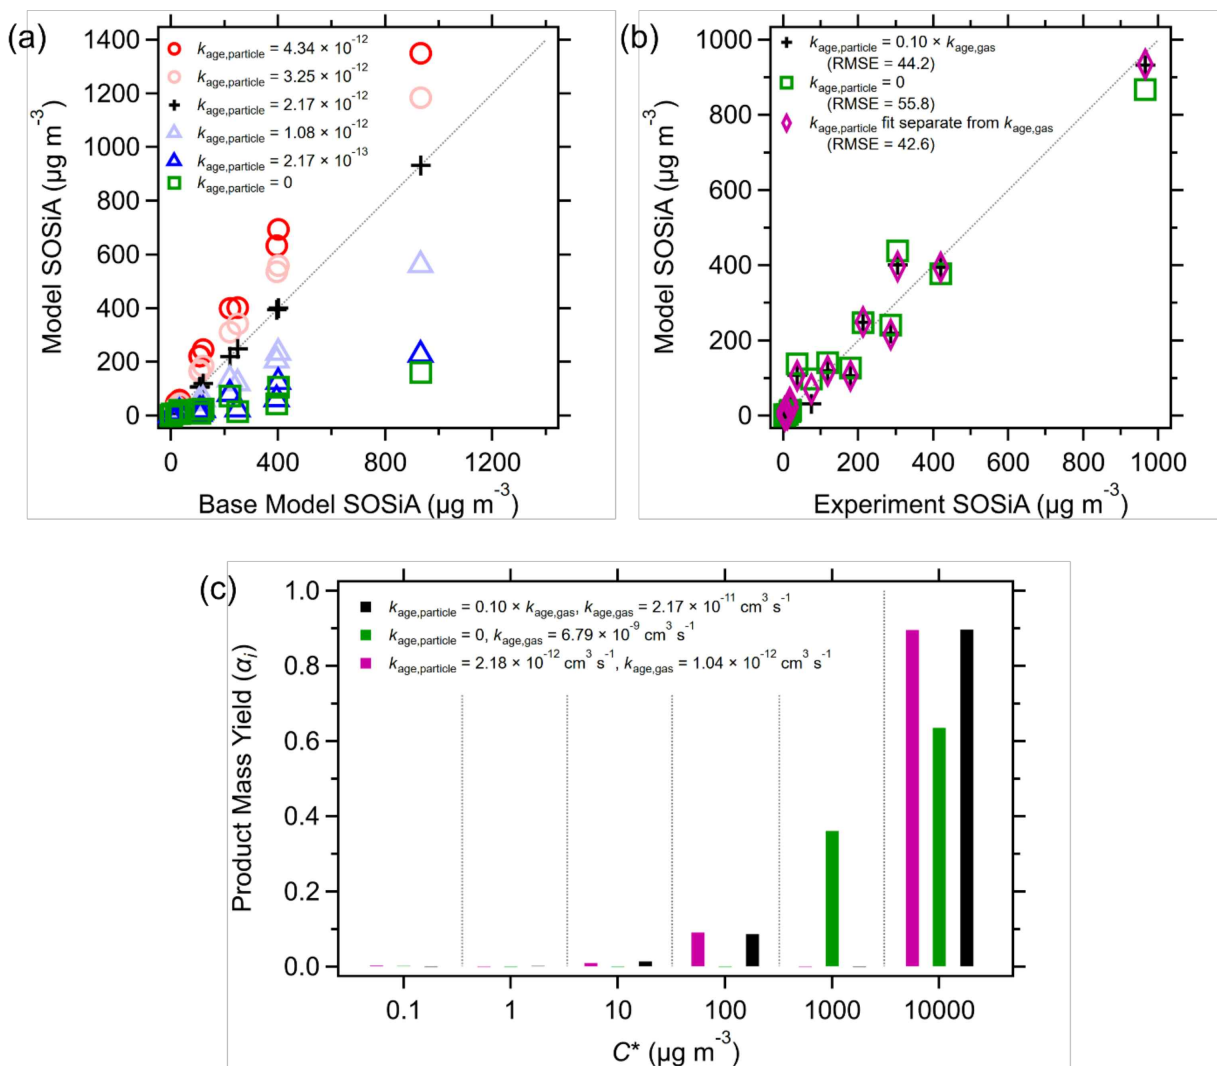 (a)
1400
1200
1000
800
600
400
200
0
Model SOSiA (µg m⁻³)
k_age,particle = 4.34 × 10⁻¹²
k_age,particle = 3.25 × 10⁻¹²
k_age,particle = 2.17 × 10⁻¹²
k_age,particle = 1.08 × 10⁻¹²
k_age,particle = 2.17 × 10⁻¹³
k_age,particle = 0
0 400 800 1200
Base Model SOSiA (µg m⁻³)
(b)
1000
800
600
400
200
0
Model SOSiA (µg m⁻³)
k_age,particle = 0.10 × k_age,gas
(RMSE = 44.2)
k_age,particle = 0
(RMSE = 55.8)
k_age,particle fit separate from k_age,gas
(RMSE = 42.6)
0 200 400 600 800 1000
Experiment SOSiA (µg m⁻³)
(c)
1.0
0.8
0.6
0.4
0.2
0.0
Product Mass Yield (α_i)
k_age,particle = 0.10 × k_age,gas, k_age,gas = 2.17 × 10⁻¹¹ cm³ s⁻¹
k_age,particle = 0, k_age,gas = 6.79 × 10⁻⁹ cm³ s⁻¹
k_age,particle = 2.18 × 10⁻¹² cm³ s⁻¹, k_age,gas = 1.04 × 10⁻¹² cm³ s⁻¹
0.1 1 10 100 1000 10000
C* (µg m⁻³)